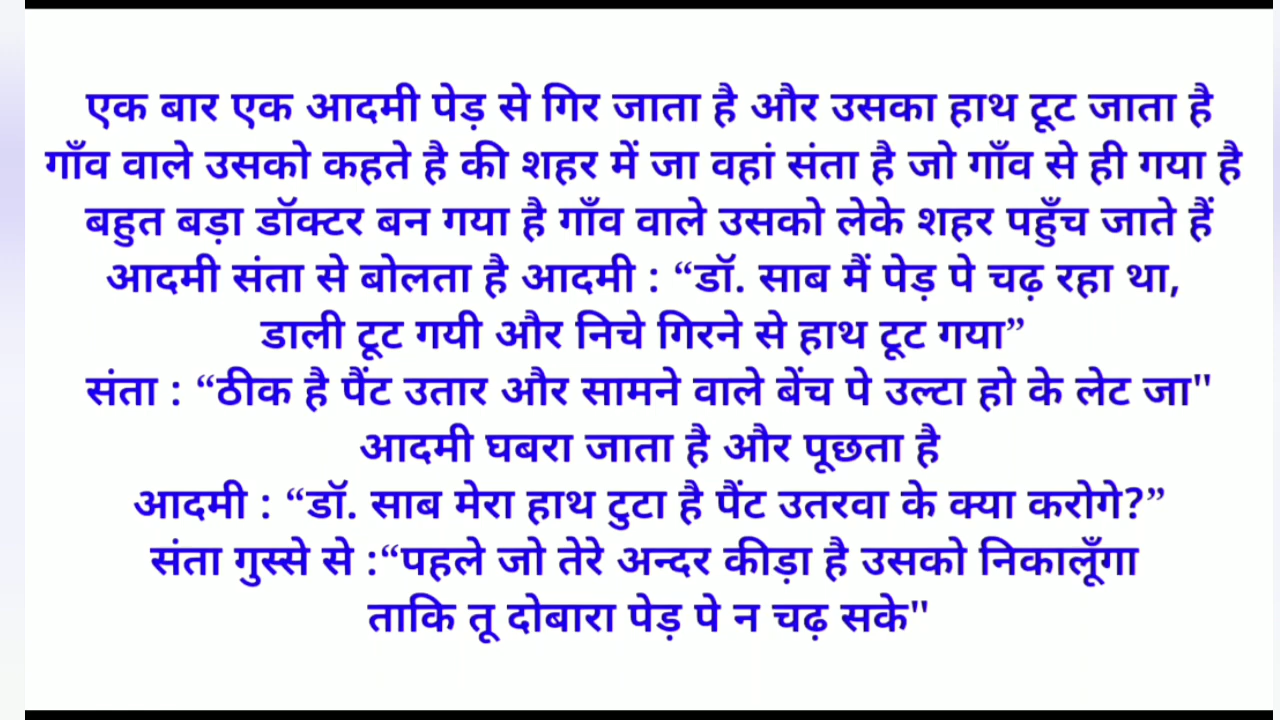 एक बार एक आदमी पेड़ से गिर जाता है और उसका हाथ टूट जाता है
गाँव वाले उसको कहते है की शहर में जा वहां संता है जो गाँव से ही गया है
बहुत बड़ा डॉक्टर बन गया है गाँव वाले उसको लेके शहर पहुँच जाते हैं
आदमी संता से बोलता है आदमी : “डॉ. साब मैं पेड़ पे चढ़ रहा था,
डाली टूट गयी और निचे गिरने से हाथ टूट गया”
संता : “ठीक है पैंट उतार और सामने वाले बेंच पे उल्टा हो के लेट जा"
आदमी घबरा जाता है और पूछता है
आदमी : “डॉ. साब मेरा हाथ टुटा है पैंट उतरवा के क्या करोगे?”
संता गुस्से से :“पहले जो तेरे अन्दर कीड़ा है उसको निकालूँगा
ताकि तू दोबारा पेड़ पे न चढ़ सके"